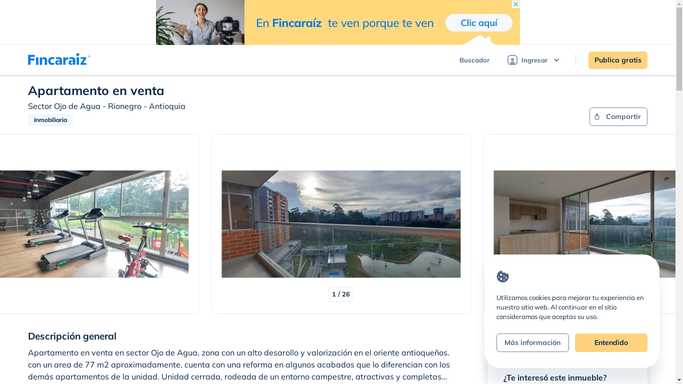 En Fincaraíz te ven porque te ven
Clic aquí
Fincaraíz
Buscador
Ingresar
Publica gratis
Apartamento en venta
Sector Ojo de Agua - Rionegro - Antioquia
Inmobiliaria
Compartir
1 / 26
Utilizamos cookies para mejorar tu experiencia en
nuestro sitio web. Al continuar en el sitio
consideramos que aceptas su uso.
Más información
Entendido
Descripción general
Apartamento en venta en sector Ojo de Agua, zona con un alto desarollo y valorización en el oriente antioqueñas.
con un area de 77 m2 aproximadamente, cuenta con una reforma en algunos acabados que lo diferencian con los
demás apartamentos de la unidad. Unidad cerrada, rodeada de un entorno campestre, atractivas y completas...
¿Te interesó este inmueble?